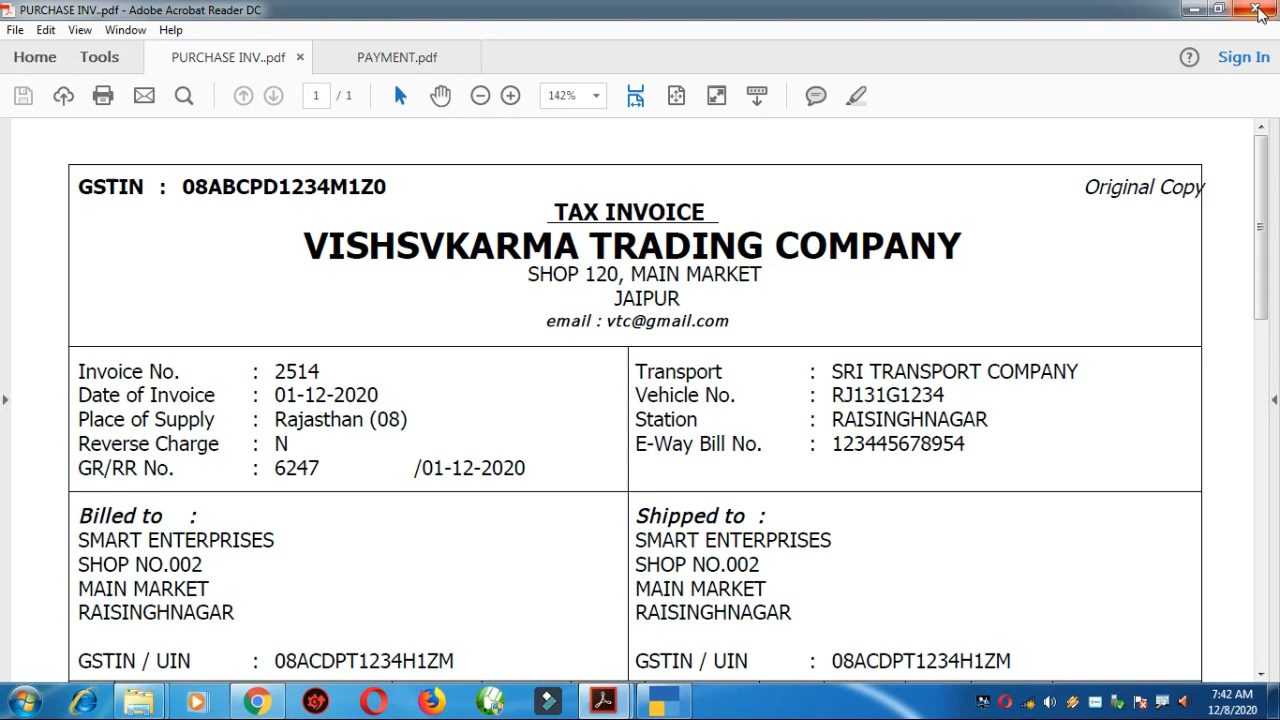 PURCHASE INV..pdf - Adobe Acrobat Reader DC
File Edit View Window Help
Home Tools PURCHASE INV..pdf × PAYMENT.pdf Sign In
1 / 1 142%
GSTIN : 08ABCPD1234M1Z0 Original Copy
TAX INVOICE
VISHSVKARMA TRADING COMPANY
SHOP 120, MAIN MARKET
JAIPUR
email : vtc@gmail.com
Invoice No. : 2514 Transport : SRI TRANSPORT COMPANY
Date of Invoice : 01-12-2020 Vehicle No. : RJ131G1234
Place of Supply : Rajasthan (08) Station : RAISINGHNAGAR
Reverse Charge : N E-Way Bill No. : 123445678954
GR/RR No. : 6247 /01-12-2020
Billed to : Shipped to :
SMART ENTERPRISES SMART ENTERPRISES
SHOP NO.002 SHOP NO.002
MAIN MARKET MAIN MARKET
RAISINGHNAGAR RAISINGHNAGAR
GSTIN / UIN : 08ACDPT1234H1ZM GSTIN / UIN : 08ACDPT1234H1ZM
7:42 AM
12/8/2020